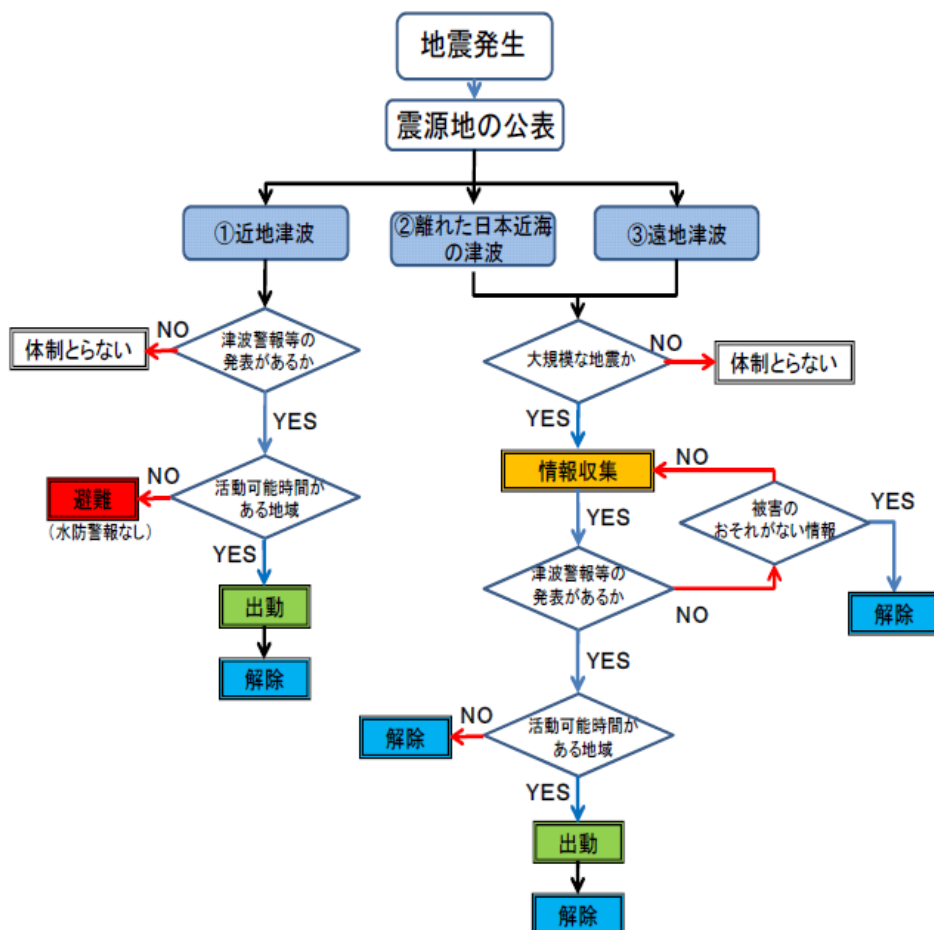 地震発生
震源地の公表
①近地津波
②離れた日本近海
の津波
③遠地津波
津波警報等の
発表があるか
NO
体制とらない
大規模な地震か
NO
体制とらない
YES
YES
情報収集
NO
活動可能時間が
ある地域
NO
避難
(水防警報なし)
YES
被害の
おそれがない情報
YES
YES
津波警報等の
発表があるか
NO
解除
出動
解除
YES
活動可能時間が
ある地域
NO
解除
YES
出動
解除